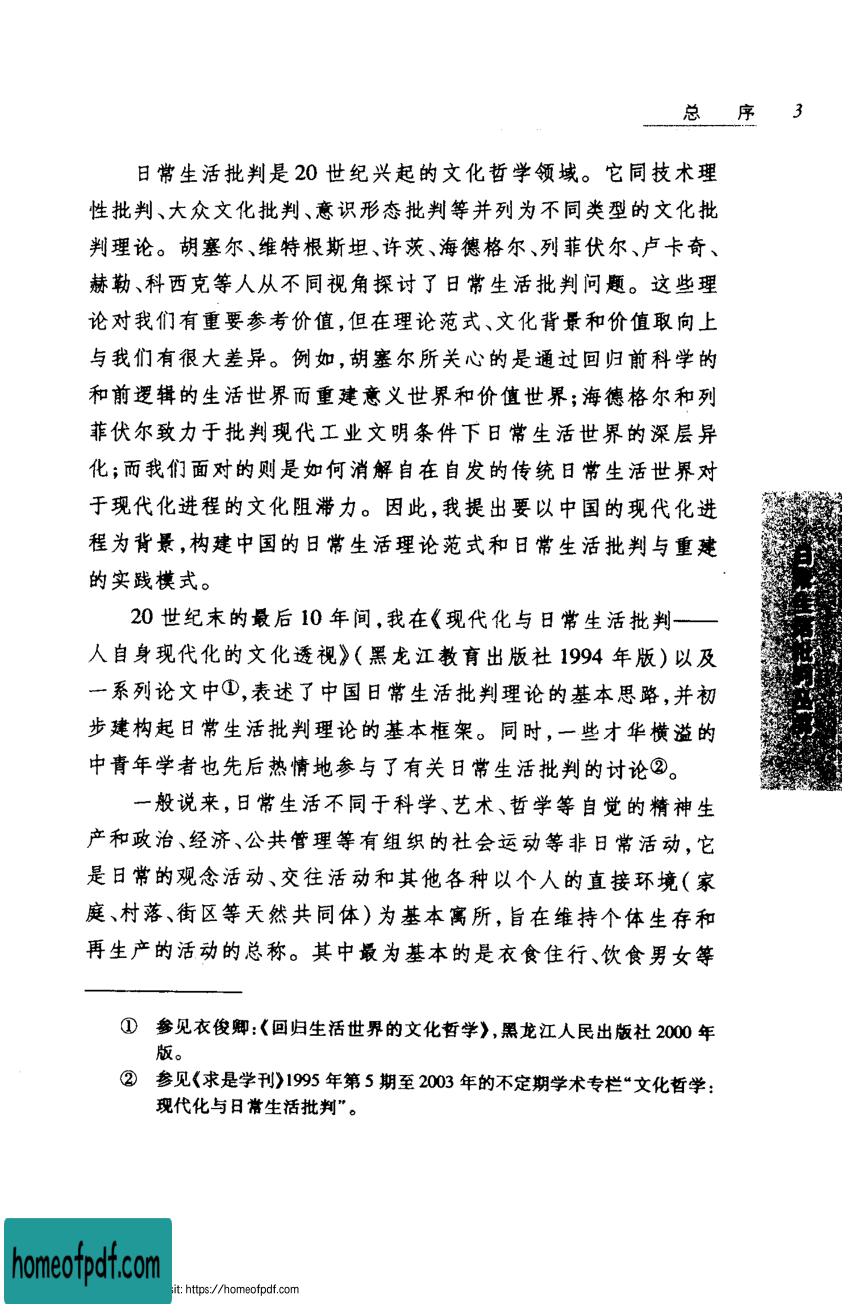 总 序 3
日常生活批判是 20 世纪兴起的文化哲学领域。它同技术理
性批判、大众文化批判、意识形态批判等并列为不同类型的文化批
判理论。胡塞尔、维特根斯坦、许茨、海德格尔、列菲伏尔、卢卡奇、
赫勒、科西克等人从不同视角探讨了日常生活批判问题。这些理
论对我们有重要参考价值,但在理论范式、文化背景和价值取向上
与我们有很大差异。例如,胡塞尔所关心的是通过回归前科学的
和前逻辑的生活世界而重建意义世界和价值世界;海德格尔和列
菲伏尔致力于批判现代工业文明条件下日常生活世界的深层异
化;而我们面对的则是如何消解自在自发的传统日常生活世界对
于现代化进程的文化阻滞力。因此,我提出要以中国的现代化进
程为背景,构建中国的日常生活理论范式和日常生活批判与重建
的实践模式。
20 世纪末的最后 10 年间,我在《现代化与日常生活批判——
人自身现代化的文化透视》(黑龙江教育出版社 1994 年版)以及
一系列论文中①,表述了中国日常生活批判理论的基本思路,并初
步建构起日常生活批判理论的基本框架。同时,一些才华横溢的
中青年学者也先后热情地参与了有关日常生活批判的讨论②。
一般说来,日常生活不同于科学、艺术、哲学等自觉的精神生
产和政治、经济、公共管理等有组织的社会运动等非日常活动,它
是日常的观念活动、交往活动和其他各种以个人的直接环境(家
庭、村落、街区等天然共同体)为基本寓所,旨在维持个体生存和
再生产的活动的总称。其中最为基本的是衣食住行、饮食男女等
① 参见衣俊卿:《回归生活世界的文化哲学》,黑龙江人民出版社 2000 年
版。
② 参见《求是学刊》1995 年第 5 期至 2003 年的不定期学术专栏“文化哲学:
现代化与日常生活批判”。
日常生活批判丛书
homeofpdf.com
sit: https://homeofpdf.com